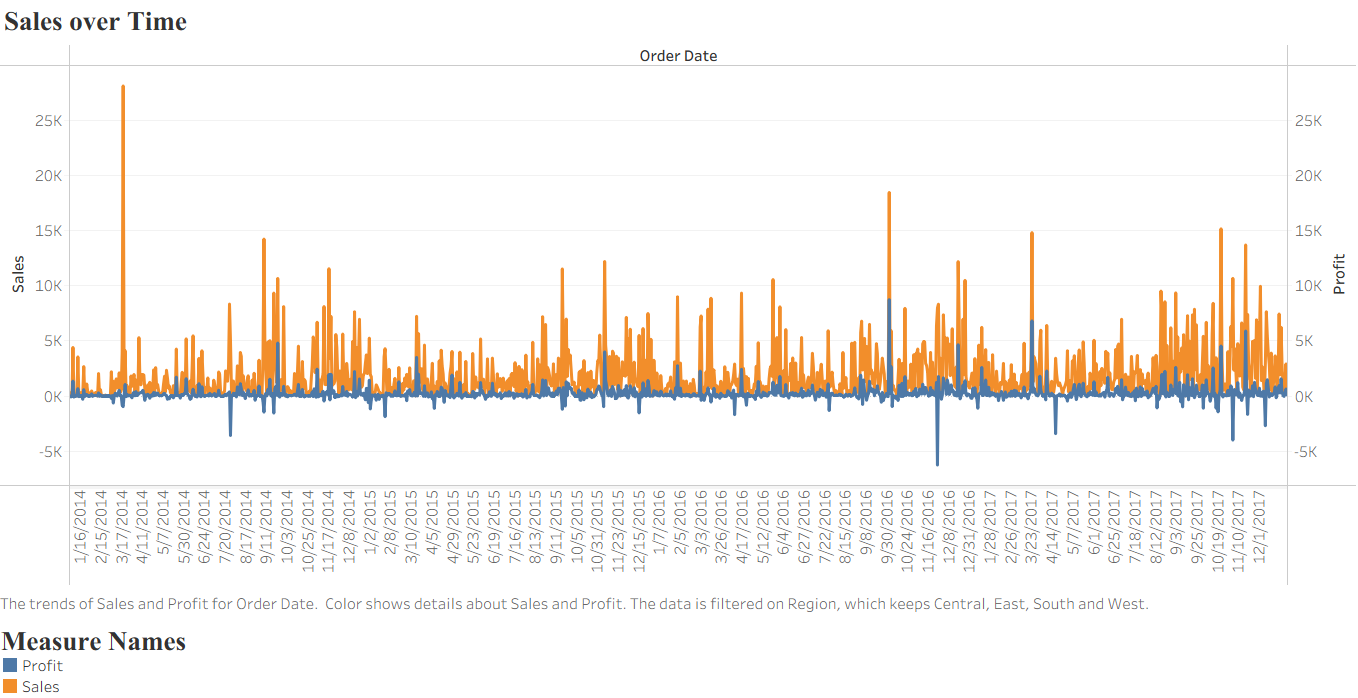 Sales over Time
Order Date
25K
25K
20K
20K
15K
15K
10K
10K
5K
5K
0K
0K
-5K
-5K
Sales
Profit
1/16/2014
2/15/2014
3/17/2014
4/11/2014
5/7/2014
5/30/2014
6/24/2014
7/20/2014
8/17/2014
9/11/2014
10/3/2014
10/25/2014
11/17/2014
12/8/2014
1/2/2015
2/8/2015
3/10/2015
4/5/2015
4/29/2015
5/23/2015
6/19/2015
7/16/2015
8/13/2015
9/11/2015
10/5/2015
10/31/2015
11/23/2015
12/15/2015
1/7/2016
2/5/2016
3/3/2016
3/26/2016
4/17/2016
5/12/2016
6/4/2016
6/27/2016
7/22/2016
8/15/2016
9/8/2016
9/30/2016
10/24/2016
11/16/2016
12/8/2016
12/31/2016
1/28/2017
2/26/2017
3/23/2017
4/14/2017
5/7/2017
6/1/2017
6/25/2017
7/18/2017
8/12/2017
9/3/2017
9/25/2017
10/19/2017
11/10/2017
12/1/2017
The trends of Sales and Profit for Order Date. Color shows details about Sales and Profit. The data is filtered on Region, which keeps Central, East, South and West.
Measure Names
Profit
Sales